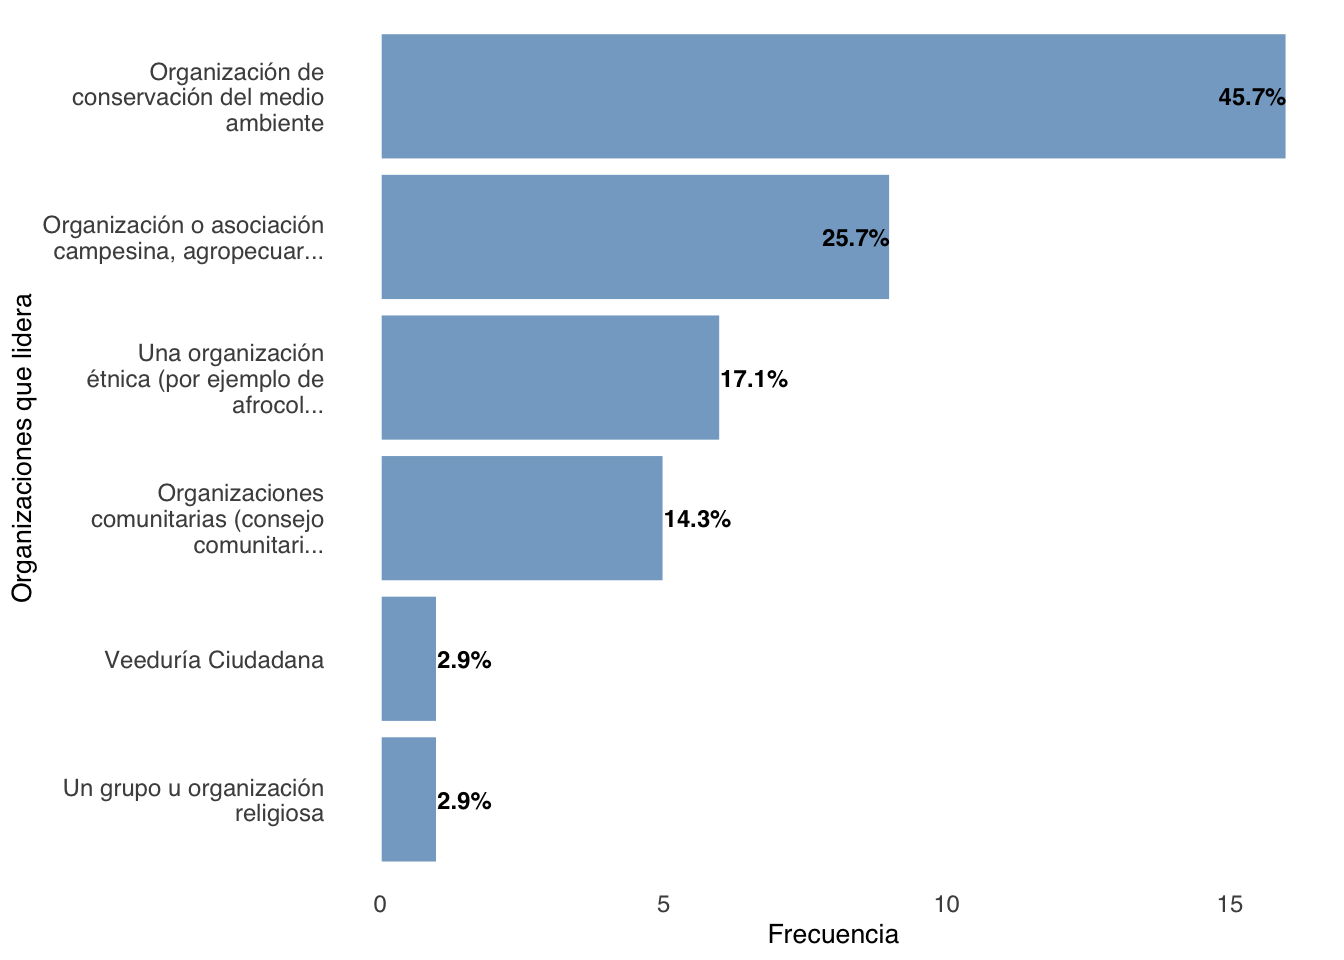 Organización de
conservación del medio
ambiente
45.7%
Organización o asociación
campesina, agropecuar...
25.7%
Una organización
étnica (por ejemplo de
afrocol...
17.1%
Organizaciones
comunitarias (consejo
comunitari...
14.3%
Veeduría Ciudadana
2.9%
Un grupo u organización
religiosa
2.9%
Organizaciones que lidera
0 5 10 15
Frecuencia